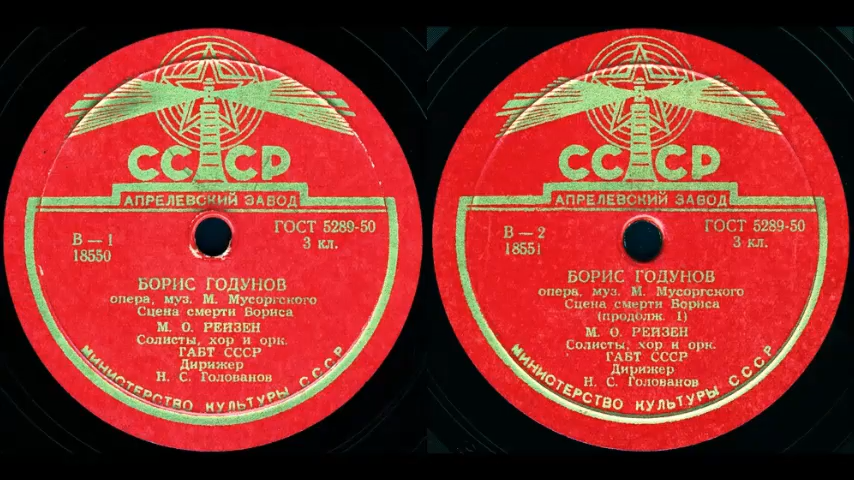 СССР
АПРЕЛЕВСКИЙ ЗАВОД
В — 1
18550
ГОСТ 5289-50
3 кл.
БОРИС ГОДУНОВ
опера, муз. М. Мусоргского
Сцена смерти Бориса
М. О. РЕЙЗЕН
Солисты, хор и орк.
ГАБТ СССР
Дирижер
Н. С. Голованов
МИНИСТЕРСТВО КУЛЬТУРЫ СССР
СССР
АПРЕЛЕВСКИЙ ЗАВОД
В — 2
18551
ГОСТ 5289-50
3 кл.
БОРИС ГОДУНОВ
опера, муз. М. Мусоргского
Сцена смерти Бориса
(продолж. 1)
М. О. РЕЙЗЕН
Солисты, хор и орк.
ГАБТ СССР
Дирижер
Н. С. Голованов
МИНИСТЕРСТВО КУЛЬТУРЫ СССР